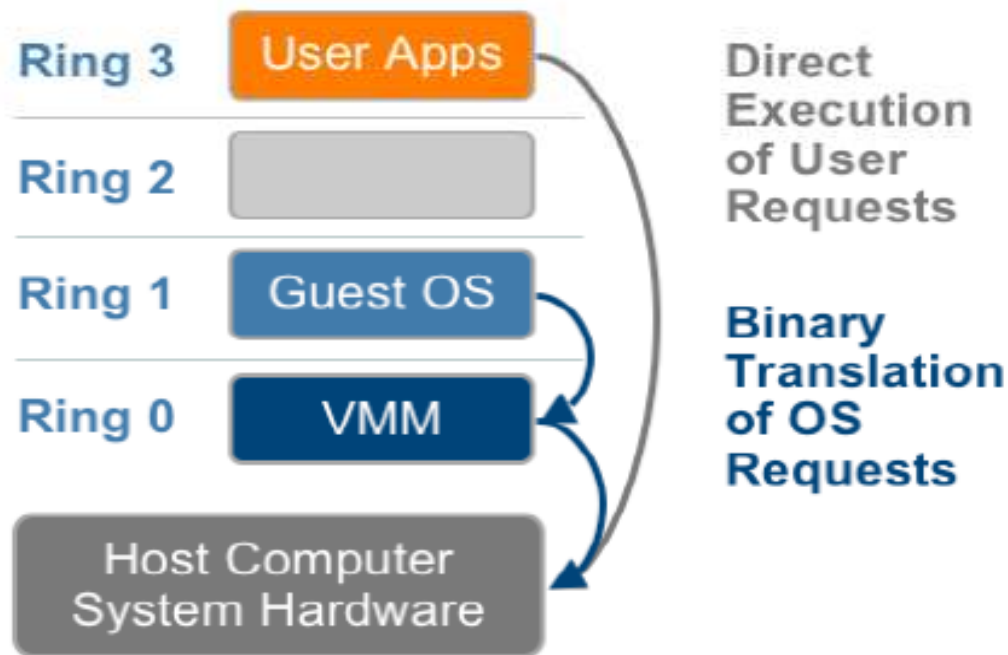 Ring 3
User Apps
Ring 2
Ring 1
Guest OS
Ring 0
VMM
Host Computer
System Hardware
Direct
Execution
of User
Requests
Binary
Translation
of OS
Requests